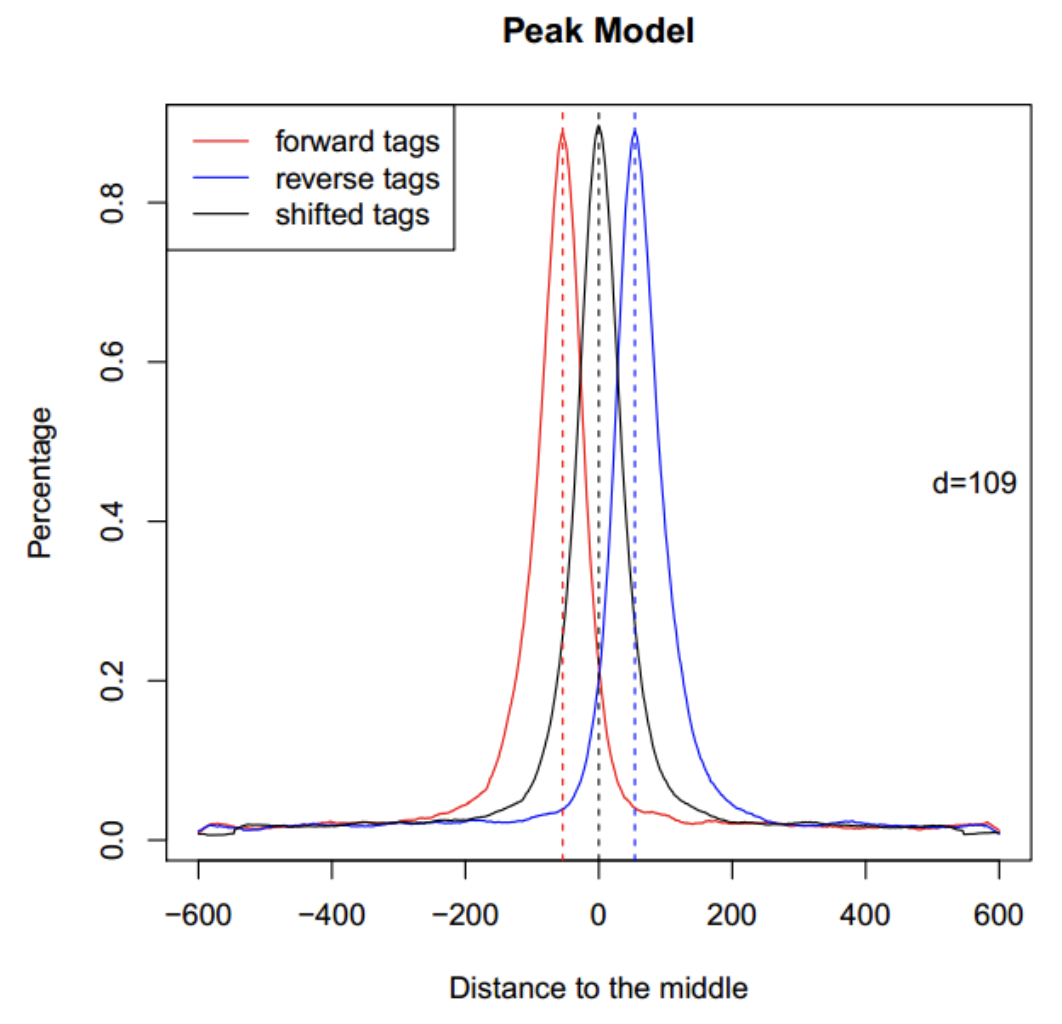 Peak Model
forward tags
reverse tags
shifted tags
0.8
0.6
0.4
0.2
0.0
Percentage
d=109
−600
−400
−200
0
200
400
600
Distance to the middle